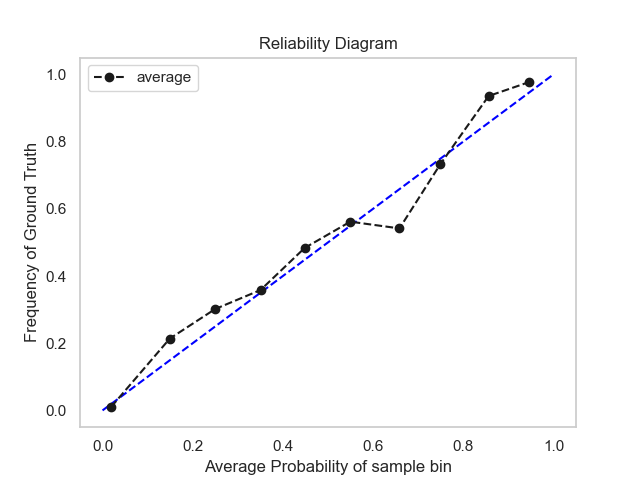 Reliability Diagram
average
Frequency of Ground Truth
1.0
0.8
0.6
0.4
0.2
0.0
0.0 0.2 0.4 0.6 0.8 1.0
Average Probability of sample bin